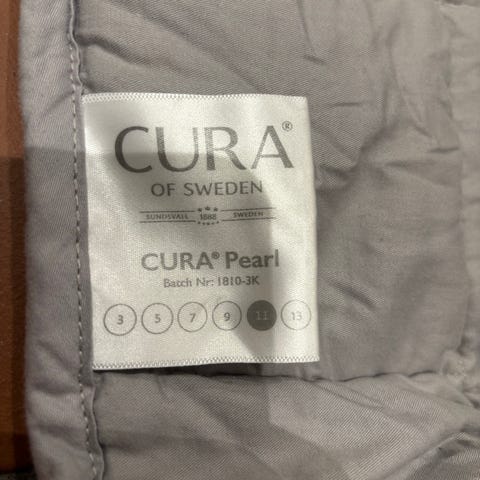 CURA®
OF SWEDEN
SUNDSVALL 1888 SWEDEN
CURA® Pearl
Batch Nr: 1810-3K
3 5 7 9 11 13